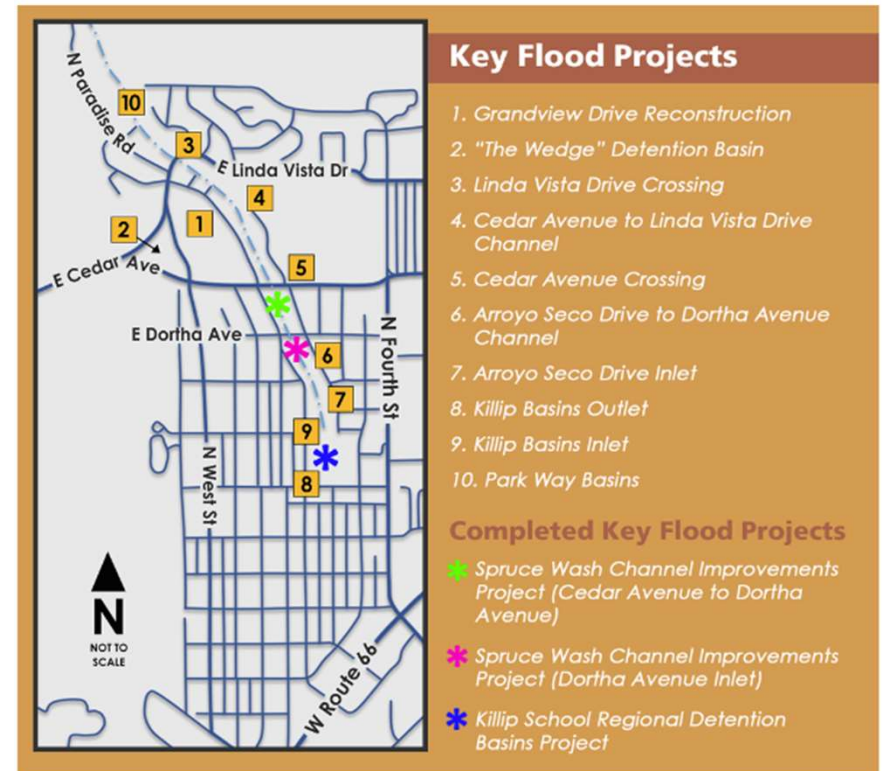 N Paradise Rd
10
3
E Linda Vista Dr
4
1
2
E Cedar Ave
5
E Dortha Ave
N Fourth St
6
7
9
8
N West St
N
NOT TO
SCALE
W Route 66
Key Flood Projects
1. Grandview Drive Reconstruction
2. “The Wedge” Detention Basin
3. Linda Vista Drive Crossing
4. Cedar Avenue to Linda Vista Drive
Channel
5. Cedar Avenue Crossing
6. Arroyo Seco Drive to Dortha Avenue
Channel
7. Arroyo Seco Drive Inlet
8. Killip Basins Outlet
9. Killip Basins Inlet
10. Park Way Basins
Completed Key Flood Projects
Spruce Wash Channel Improvements
Project (Cedar Avenue to Dortha
Avenue)
Spruce Wash Channel Improvements
Project (Dortha Avenue Inlet)
Killip School Regional Detention
Basins Project